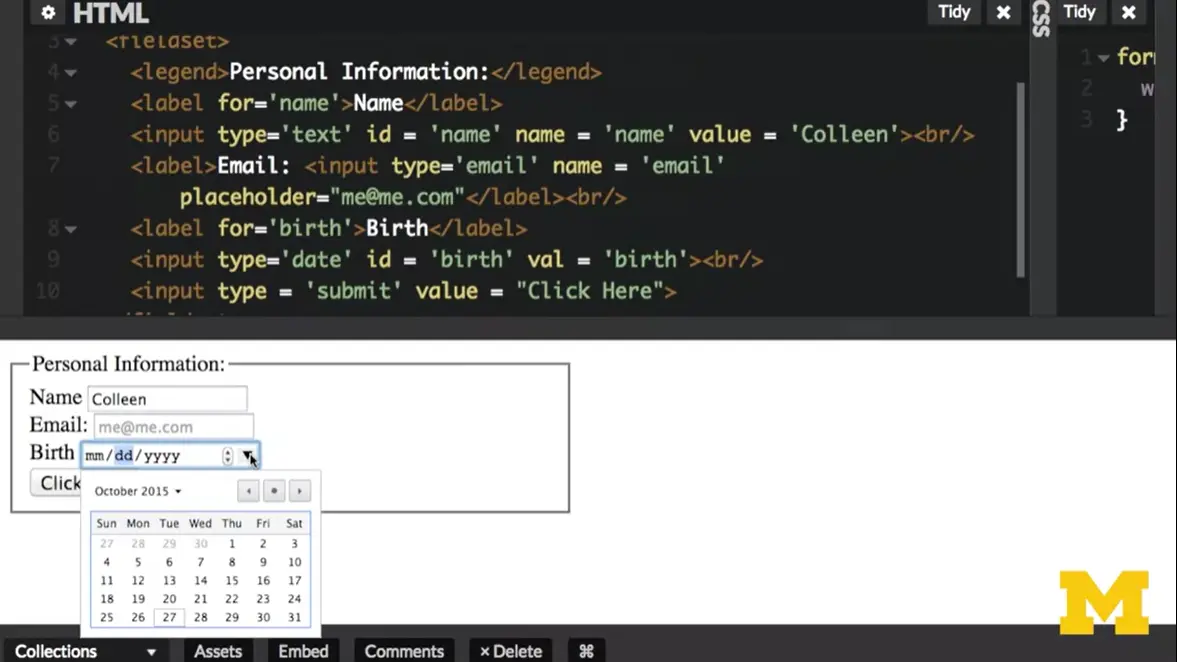 HTML
Tidy ×
CSS
Tidy ×
3 <fieldset>
4 <legend>Personal Information:</legend>
5 <label for='name'>Name</label>
6 <input type='text' id = 'name' name = 'name' value = 'Colleen'><br/>
7 <label>Email: <input type='email' name = 'email'
placeholder="me@me.com"</label><br/>
8 <label for='birth'>Birth</label>
9 <input type='date' id = 'birth' val = 'birth'><br/>
10 <input type = 'submit' value = "Click Here">
1 for
2 w
3 }
Personal Information:
Name Colleen
Email: me@me.com
Birth mm/dd/yyyy
Click
October 2015
Sun Mon Tue Wed Thu Fri Sat
27 28 29 30 1 2 3
4 5 6 7 8 9 10
11 12 13 14 15 16 17
18 19 20 21 22 23 24
25 26 27 28 29 30 31
M
Collections Assets Embed Comments × Delete ⌘